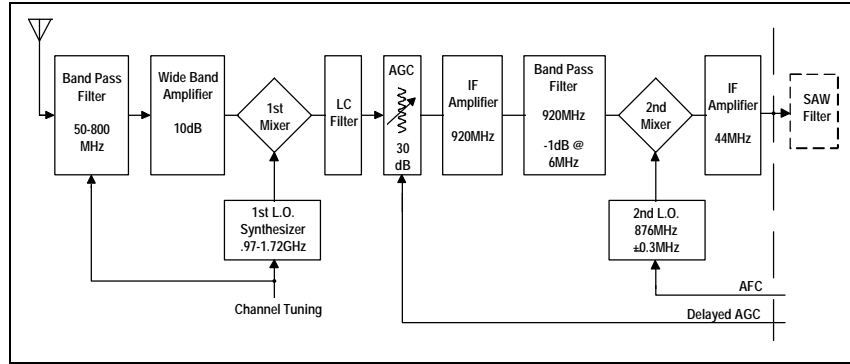 Band Pass
Filter
50-800
MHz
Wide Band
Amplifier
10dB
1st
Mixer
LC
Filter
AGC
30
dB
IF
Amplifier
920MHz
Band Pass
Filter
920MHz
-1dB @
6MHz
2nd
Mixer
IF
Amplifier
44MHz
SAW
Filter
1st L.O.
Synthesizer
.97-1.72GHz
2nd L.O.
876MHz
±0.3MHz
AFC
Channel Tuning
Delayed AGC